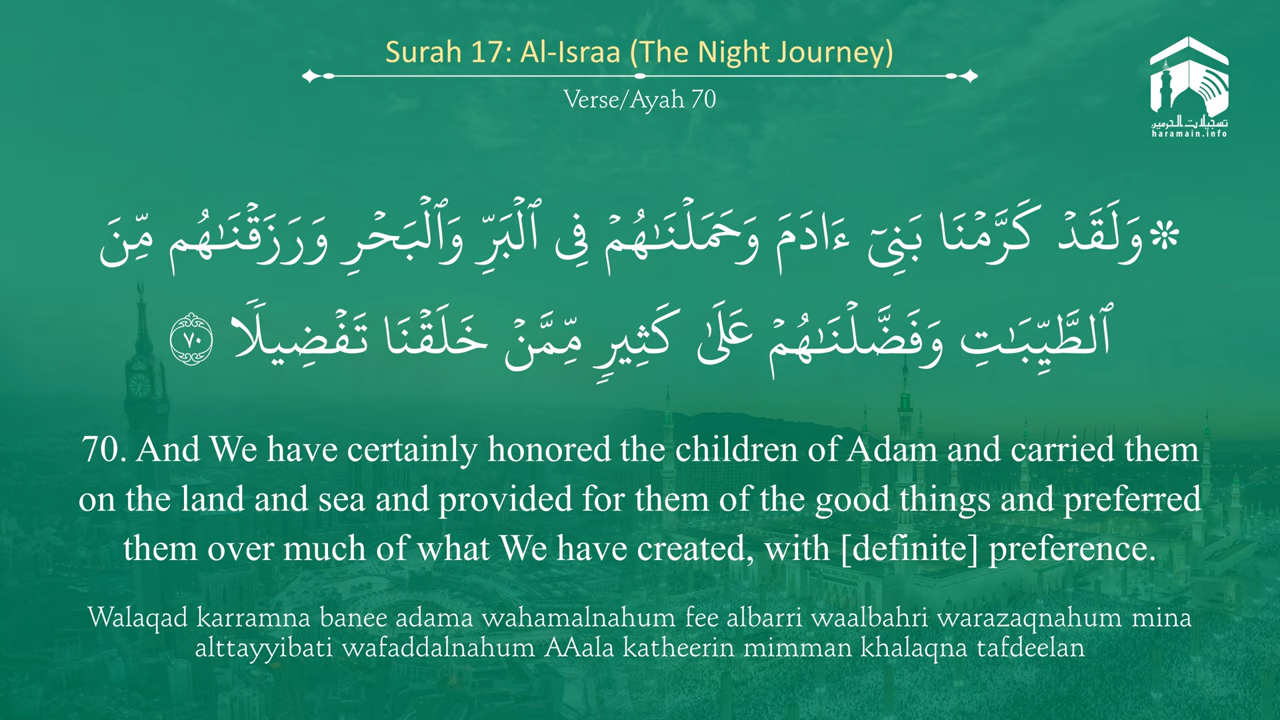 Surah 17: Al-Israa (The Night Journey)
Verse/Ayah 70
تسجيلات الحرمين
haramain.info
۞وَلَقَدۡ كَرَّمۡنَا بَنِيٓ ءَادَمَ وَحَمَلۡنَٰهُمۡ فِي ٱلۡبَرِّ وَٱلۡبَحۡرِ وَرَزَقۡنَٰهُم مِّنَ
ٱلطَّيِّبَٰتِ وَفَضَّلۡنَٰهُمۡ عَلَىٰ كَثِيرٖ مِّمَّنۡ خَلَقۡنَا تَفۡضِيلٗا ٧٠
70. And We have certainly honored the children of Adam and carried them
on the land and sea and provided for them of the good things and preferred
them over much of what We have created, with [definite] preference.
Walaqad karramna banee adama wahamalnahum fee albarri waalbahri warazaqnahum mina
alttayyibati wafaddalnahum AAala katheerin mimman khalaqna tafdeelan